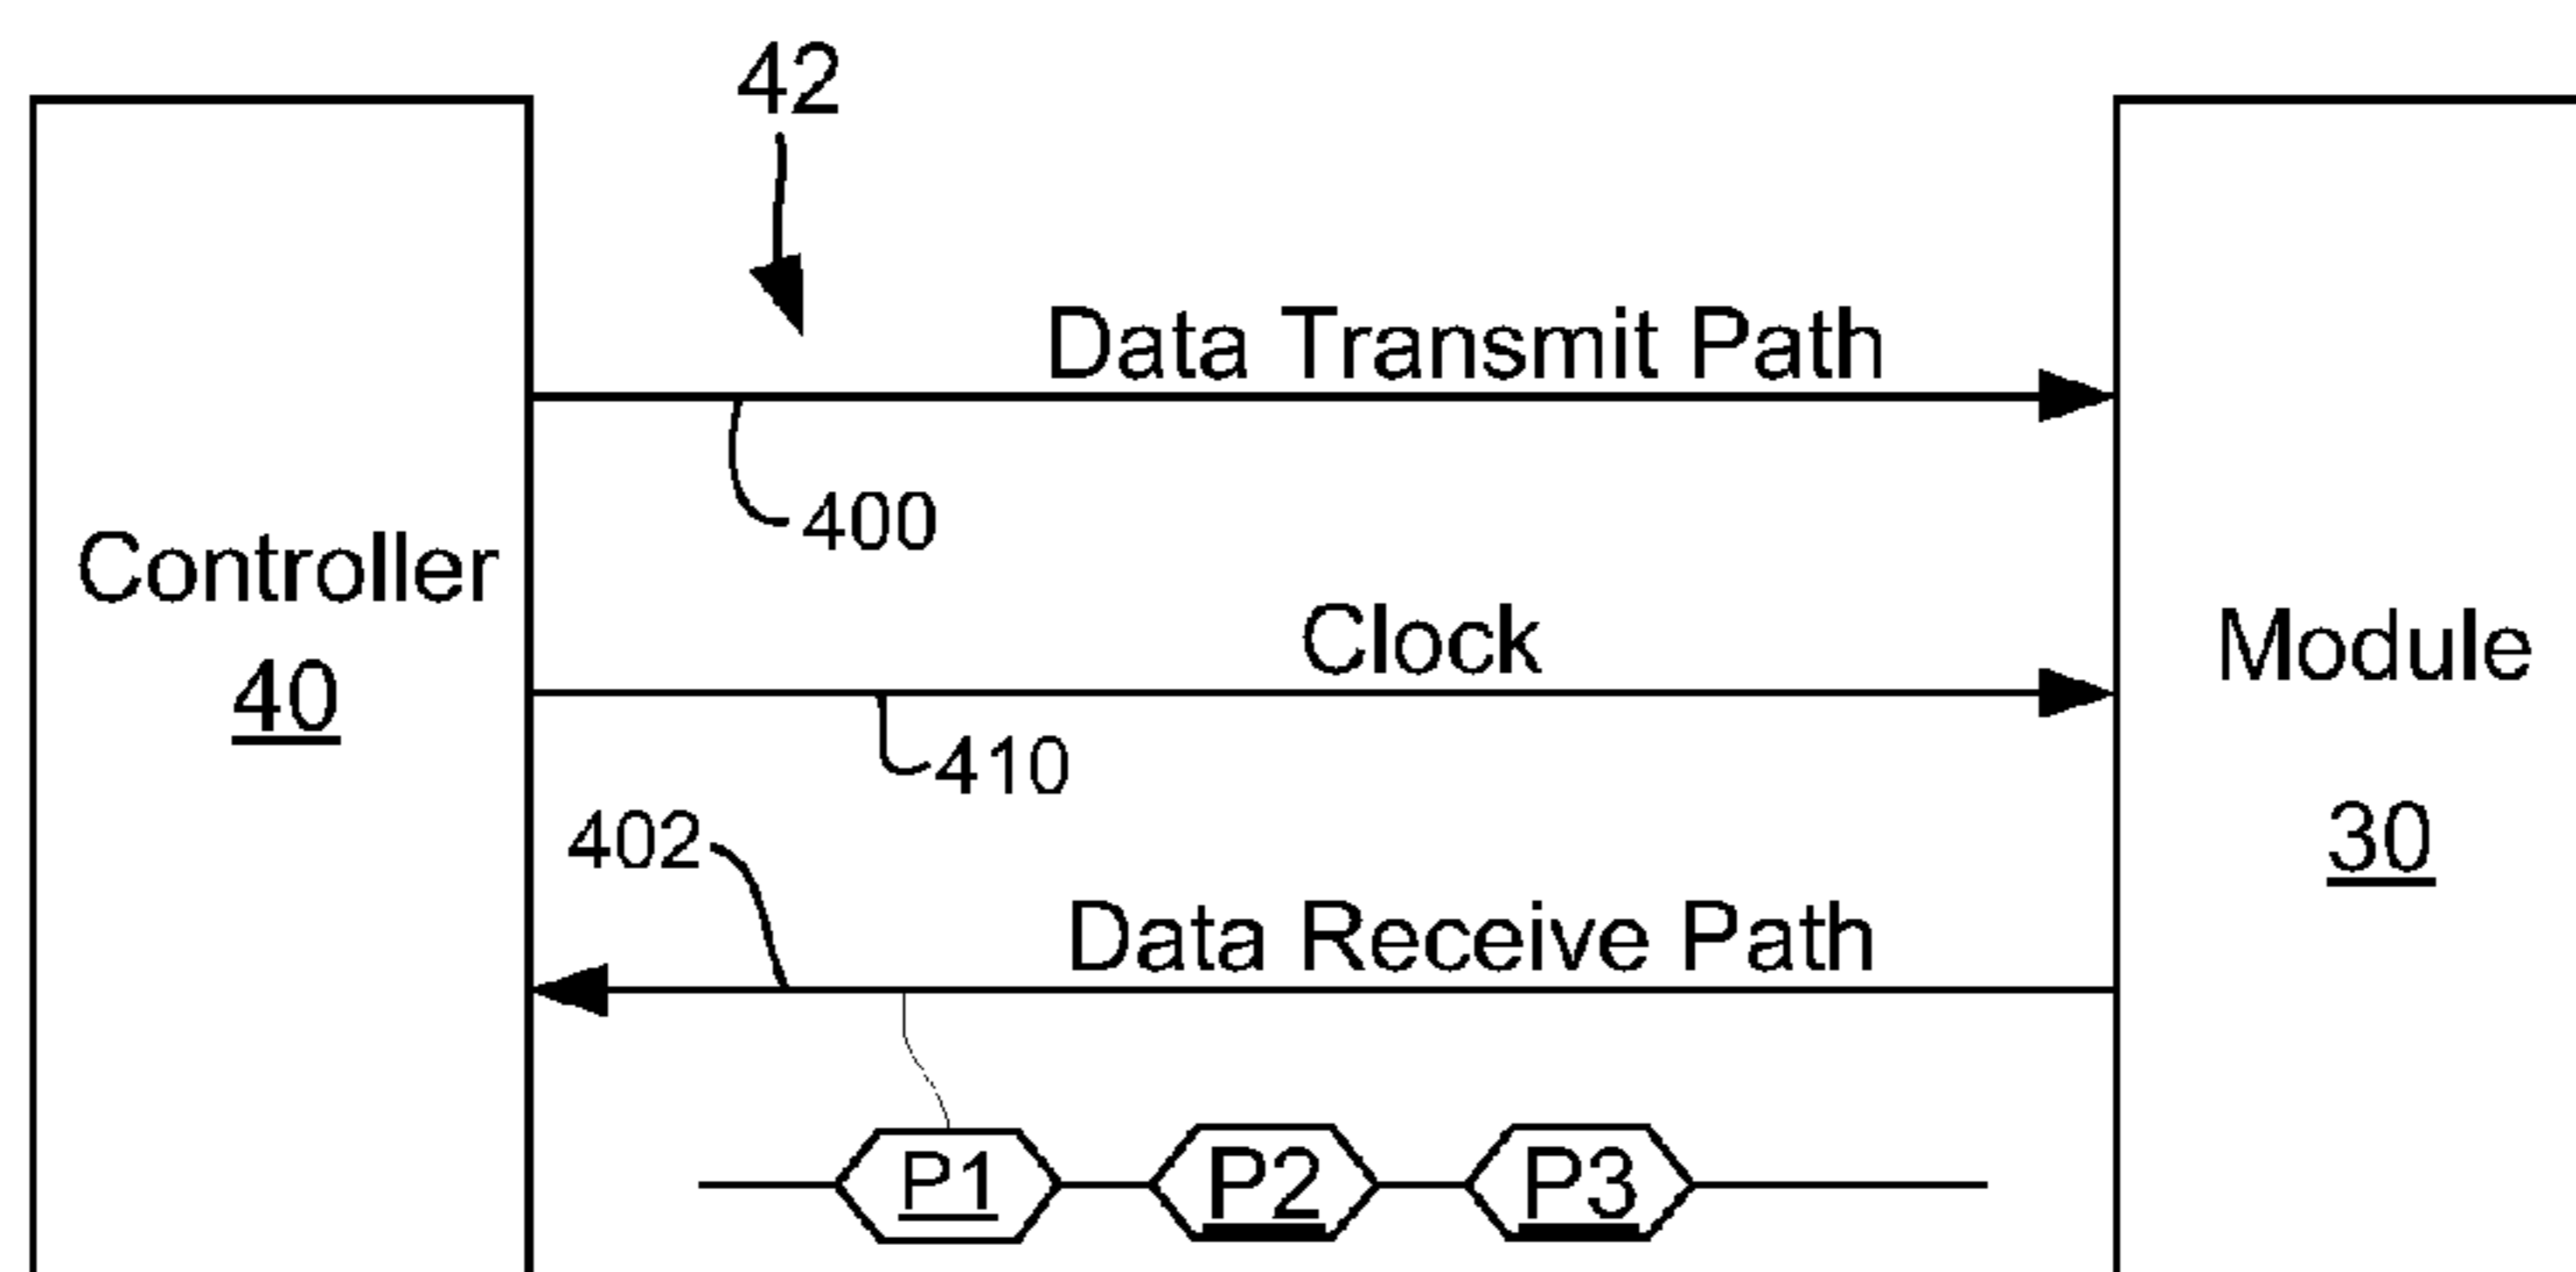 42
Data Transmit Path
400
Controller
40
Clock
410
Module
30
402
Data Receive Path
P1 P2 P3